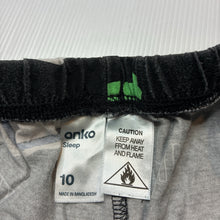 anko
Sleep
10
MADE IN BANGLADESH
CAUTION
KEEP AWAY
FROM HEAT
AND FLAME